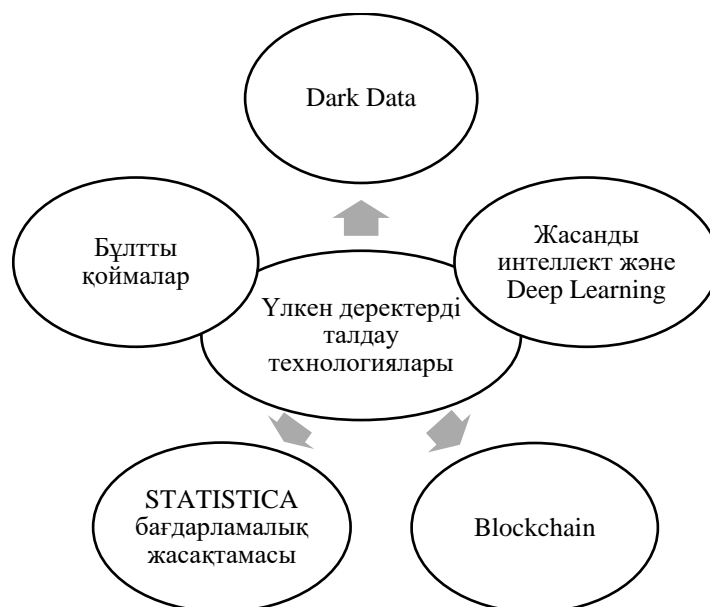 Dark Data
Бұлтты
қоймалар
Жасанды
интеллект және
Deep Learning
Үлкен деректерді
талдау
технологиялары
STATISTICA
бағдарламалық
жасақтамасы
Blockchain